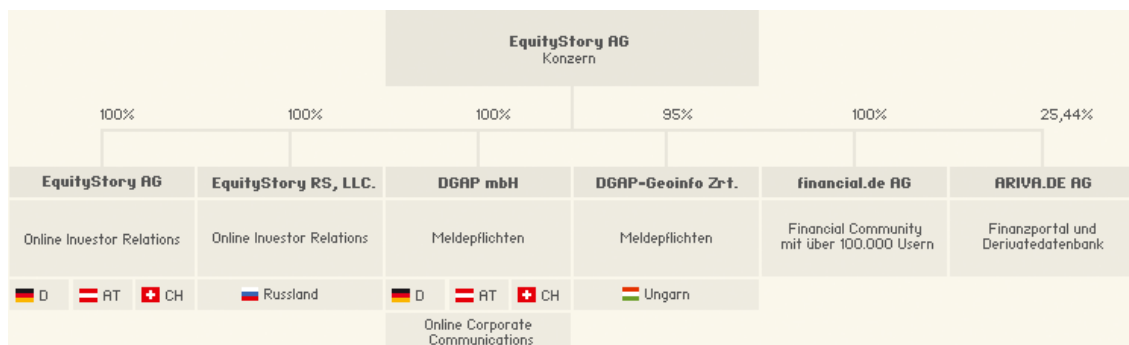 EquityStory AG
Konzern
100%
100%
100%
95%
100%
25,44%
EquityStory AG
EquityStory RS, LLC.
DGAP mbH
DGAP-Geoinfo Zrt.
financial.de AG
ARIVA.DE AG
Online Investor Relations
Online Investor Relations
Meldepflichten
Meldepflichten
Financial Community
mit über 100.000 Usern
Finanzportal und
Derivatedatenbank
D
AT
CH
Russland
D
AT
CH
Ungarn
Online Corporate
Communications